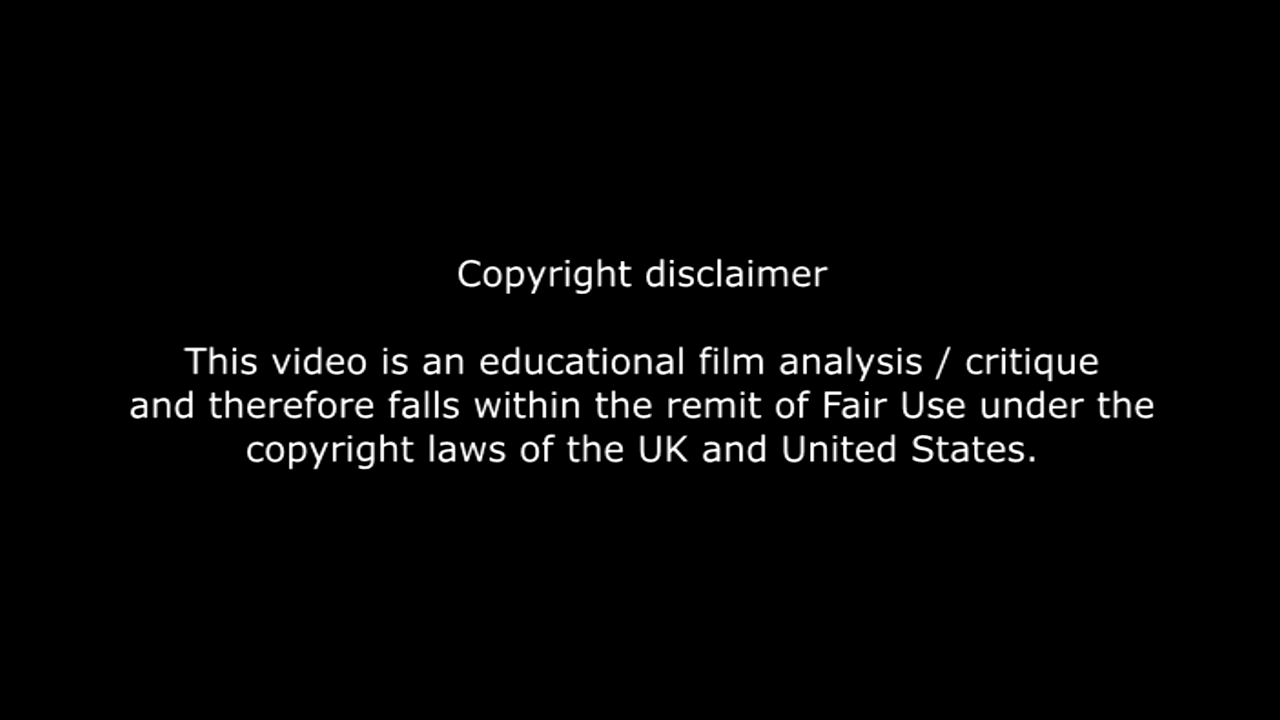 Copyright disclaimer
This video is an educational film analysis / critique
and therefore falls within the remit of Fair Use under the
copyright laws of the UK and United States.